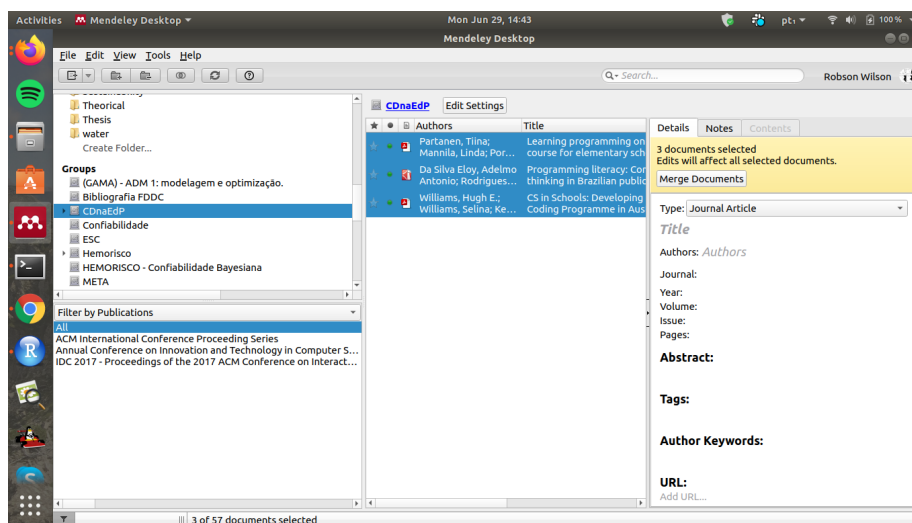 Activities Mendeley Desktop Mon Jun 29, 14:43 pt₁ 100 %
Mendeley Desktop
File Edit View Tools Help
Search... Robson Wilson
Theorical
Thesis
water
Create Folder...
Groups
(GAMA) - ADM 1: modelagem e optimização.
Bibliografia FDDC
CDnaEdP
Confiabilidade
ESC
Hemorisco
HEMORISCO - Confiabilidade Bayesiana
META
Filter by Publications
All
ACM International Conference Proceeding Series
Annual Conference on Innovation and Technology in Computer S...
IDC 2017 - Proceedings of the 2017 ACM Conference on Interact...
CDnaEdP Edit Settings
Authors Title
Partanen, Tiina; Learning programming on
Mannila, Linda; Por... course for elementary sch
Da Silva Eloy, Adelmo Programming literacy: Cor
Antonio; Rodrigues... thinking in Brazilian public
Williams, Hugh E.; CS in Schools: Developing
Williams, Selina; Ke... Coding Programme in Aus
Details Notes Contents
3 documents selected
Edits will affect all selected documents.
Merge Documents
Type: Journal Article
Title
Authors: Authors
Journal:
Year:
Volume:
Issue:
Pages:
Abstract:
Tags:
Author Keywords:
URL:
Add URL...
3 of 57 documents selected